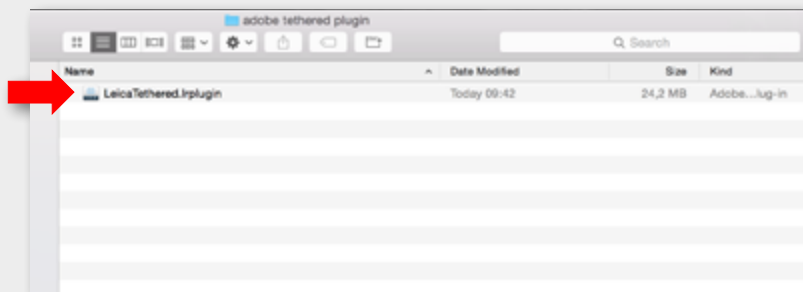 adobe tethered plugin
Search
Name Date Modified Size Kind
LeicaTethered.lrplugin Today 09:42 24,2 MB Adobe...lug-in